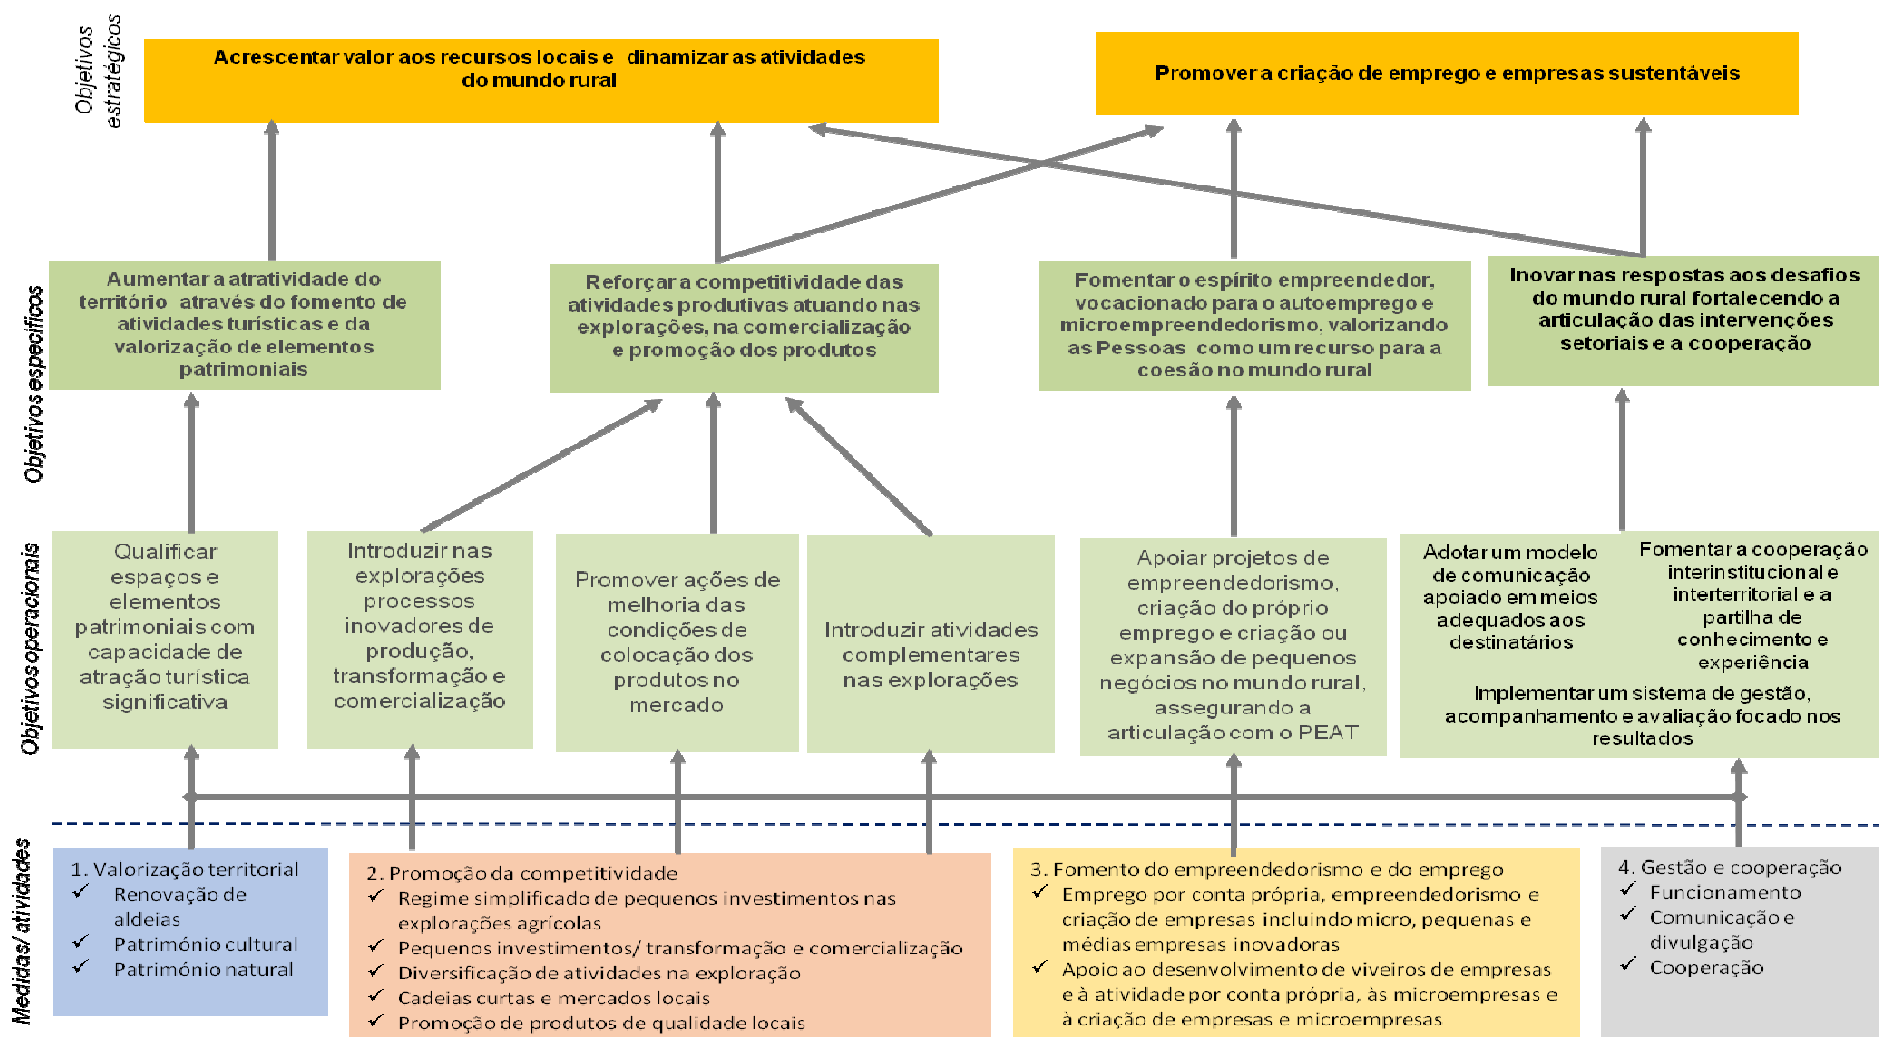 Objetivos
estratégicos
Acrescentar valor aos recursos locais e dinamizar as atividades
do mundo rural
Promover a criação de emprego e empresas sustentáveis
Objetivos especificos
Aumentar a atratividade do
território através do fomento de
atividades turísticas e da
valorização de elementos
patrimoniais
Reforçar a competitividade das
atividades produtivas atuando nas
explorações, na comercialização
e promoção dos produtos
Fomentar o espírito empreendedor,
vocacionado para o autoemprego e
microempreendedorismo, valorizando
as Pessoas como um recurso para a
coesão no mundo rural
Inovar nas respostas aos desafios
do mundo rural fortalecendo a
articulação das intervenções
setoriais e a cooperação
Objetivos operacionais
Qualificar
espaços e
elementos
patrimoniais com
capacidade de
atração turística
significativa
Introduzir nas
explorações
processos
inovadores de
produção,
transformação e
comercialização
Promover ações de
melhoria das
condições de
colocação dos
produtos no
mercado
Introduzir atividades
complementares
nas explorações
Apoiar projetos de
empreendedorismo,
criação do próprio
emprego e criação ou
expansão de pequenos
negócios no mundo rural,
assegurando a
articulação com o PEAT
Adotar um modelo
de comunicação
apoiado em meios
adequados aos
destinatários
Fomentar a cooperação
interinstitucional e
interterritorial e a
partilha de
conhecimento e
experiência
Implementar um sistema de gestão,
acompanhamento e avaliação focado nos
resultados
Medidas/ atividades
1. Valorização territorial
✓ Renovação de
aldeias
✓ Património cultural
✓ Património natural
2. Promoção da competitividade
✓ Regime simplificado de pequenos investimentos nas
explorações agrícolas
✓ Pequenos investimentos/ transformação e comercialização
✓ Diversificação de atividades na exploração
✓ Cadeias curtas e mercados locais
✓ Promoção de produtos de qualidade locais
3. Fomento do empreendedorismo e do emprego
✓ Emprego por conta própria, empreendedorismo e
criação de empresas incluindo micro, pequenas e
médias empresas inovadoras
✓ Apoio ao desenvolvimento de viveiros de empresas
e à atividade por conta própria, às microempresas e
à criação de empresas e microempresas
4. Gestão e cooperação
✓ Funcionamento
✓ Comunicação e
divulgação
✓ Cooperação